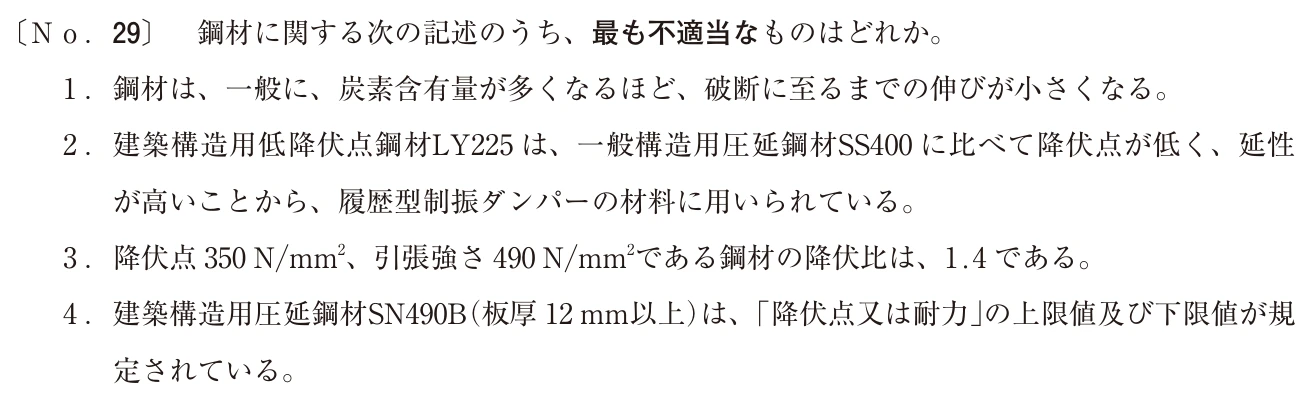 〔Ｎｏ．29〕　鋼材に関する次の記述のうち、最も不適当なものはどれか。
１．鋼材は、一般に、炭素含有量が多くなるほど、破断に至るまでの伸びが小さくなる。
２．建築構造用低降伏点鋼材LY225 は、一般構造用圧延鋼材SS400 に比べて降伏点が低く、延性
が高いことから、履歴型制振ダンパーの材料に用いられている。
３．降伏点 350 N/mm²、引張強さ 490 N/mm²である鋼材の降伏比は、1.4 である。
４．建築構造用圧延鋼材SN490B（板厚 12 mm以上）は、「降伏点又は耐力」の上限値及び下限値が規
定されている。